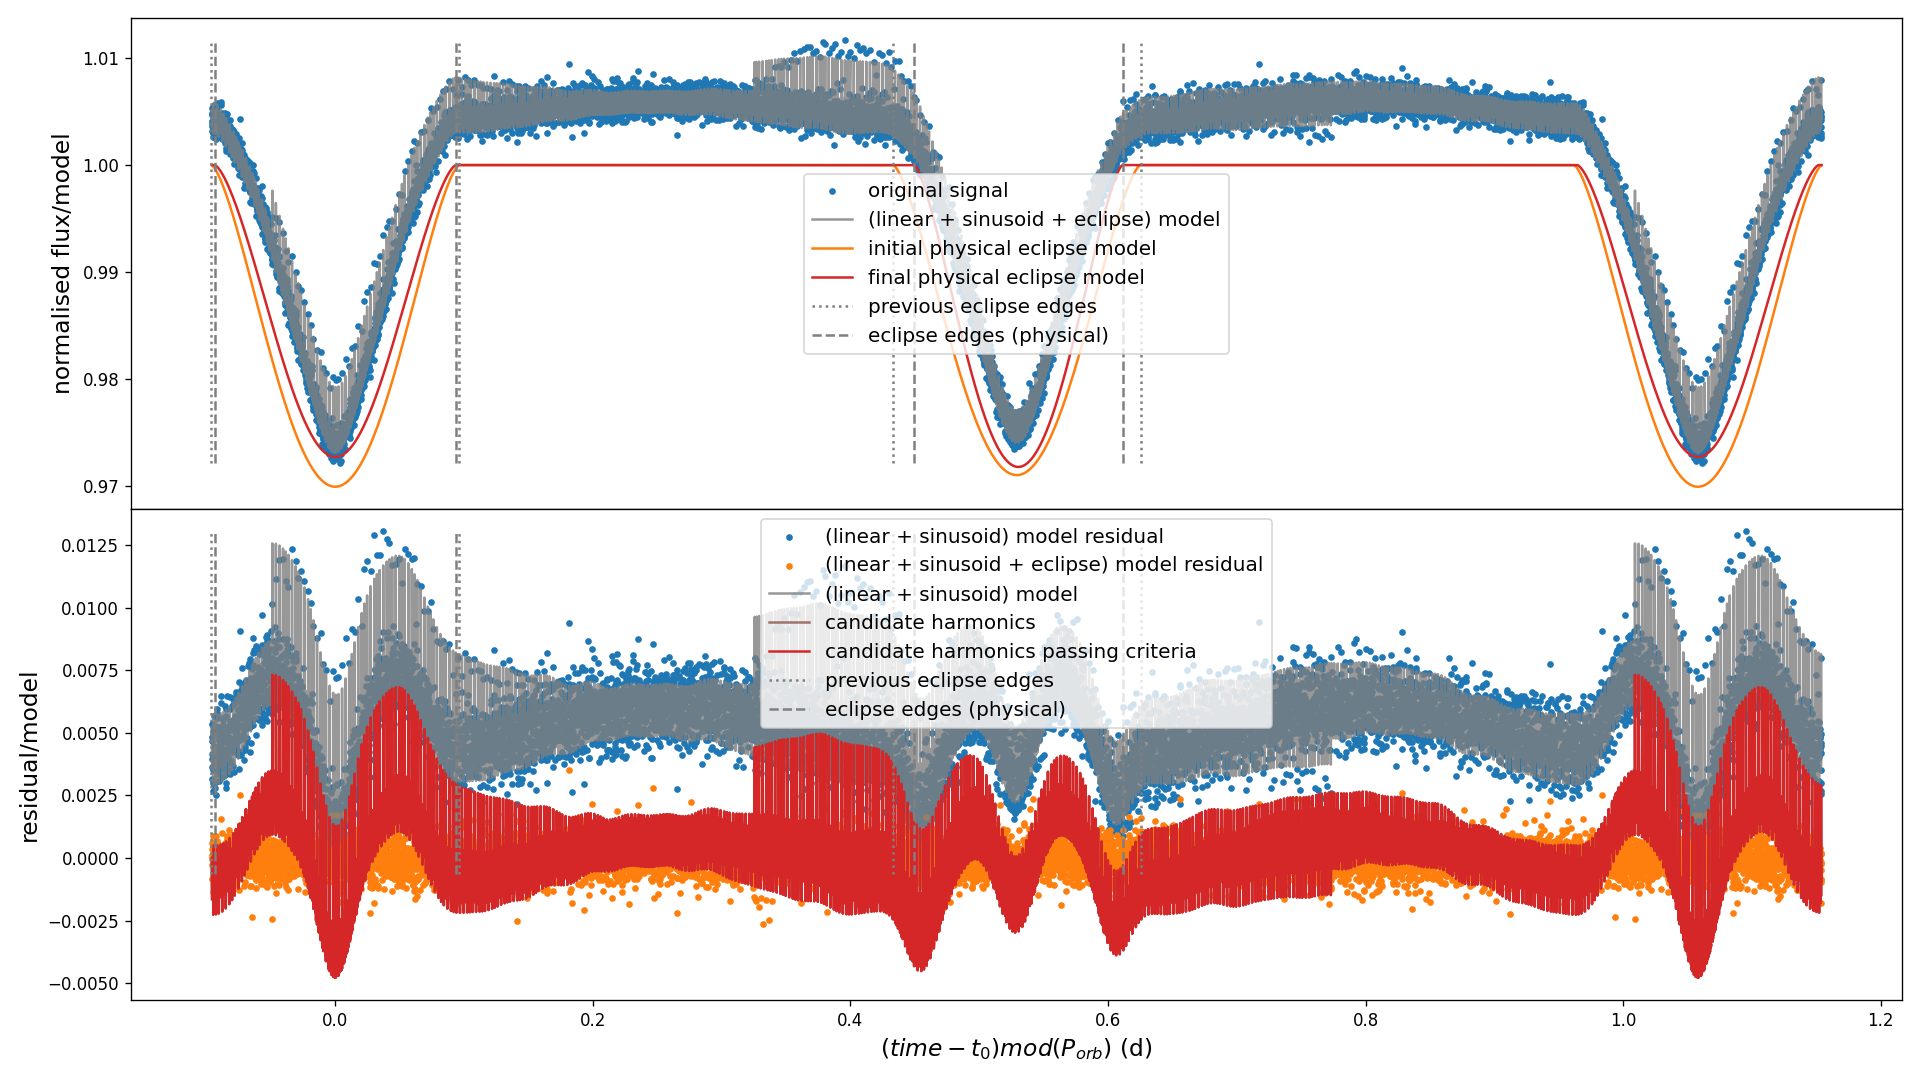 1.01
1.00
0.99
0.98
0.97
normalised flux/model
original signal
(linear + sinusoid + eclipse) model
initial physical eclipse model
final physical eclipse model
previous eclipse edges
eclipse edges (physical)
0.0125
0.0100
0.0075
0.0050
0.0025
0.0000
−0.0025
−0.0050
residual/model
(linear + sinusoid) model residual
(linear + sinusoid + eclipse) model residual
(linear + sinusoid) model
candidate harmonics
candidate harmonics passing criteria
previous eclipse edges
eclipse edges (physical)
0.0 0.2 0.4 0.6 0.8 1.0 1.2
(time − t₀)mod(Pₒᵣb) (d)